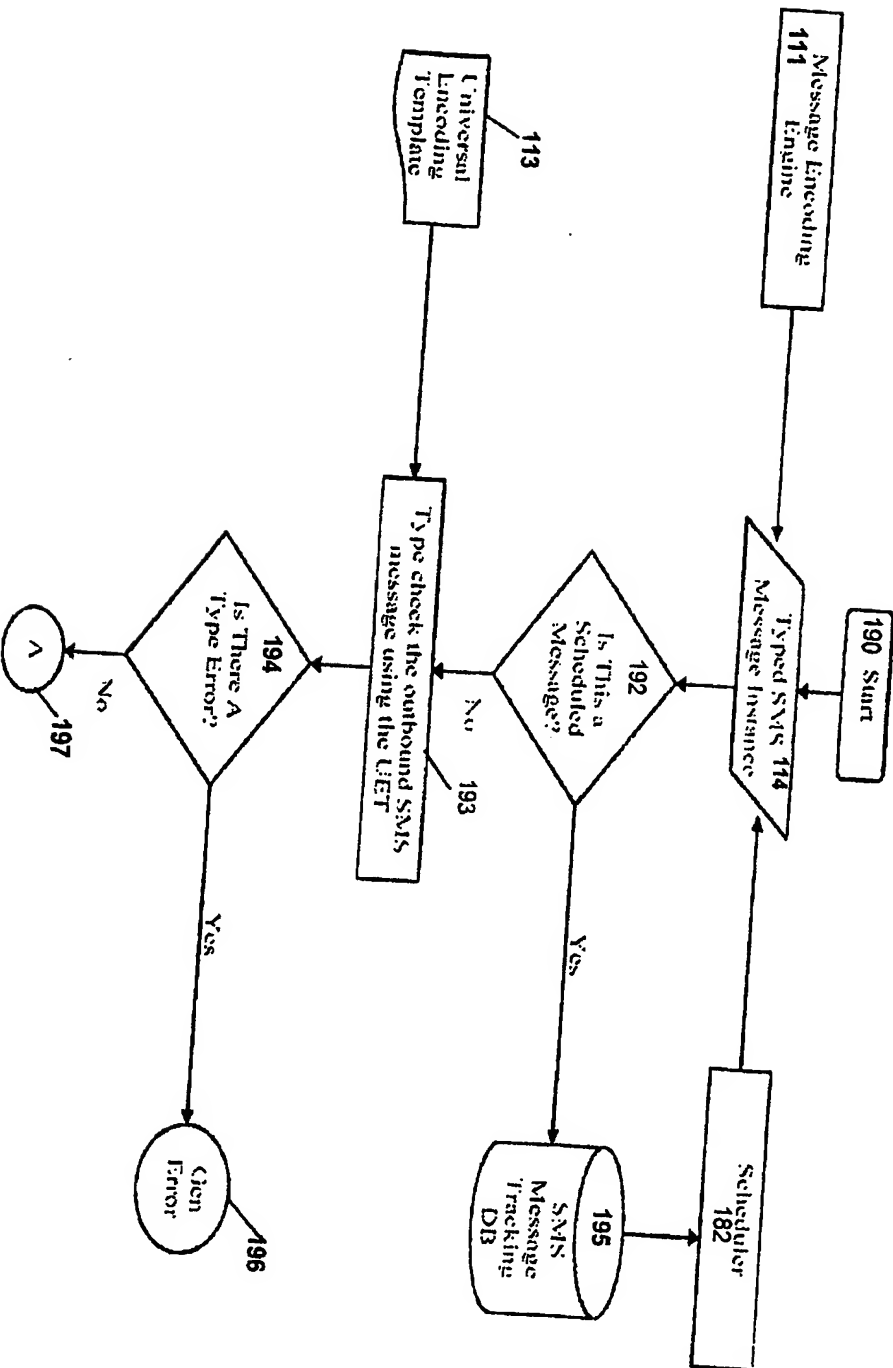 190 Start
Message Encoding
111 Engine
Typed SMS 114
Message Instance
Scheduler
182
192
Is This a
Scheduled
Message?
Yes
No
195
SMS
Message
Tracking
DB
113
Universal
Encoding
Template
Type check the outbound SMS
message using the UET
193
194
Is There A
Type Error?
Yes
No
Gen
Error
196
A
197